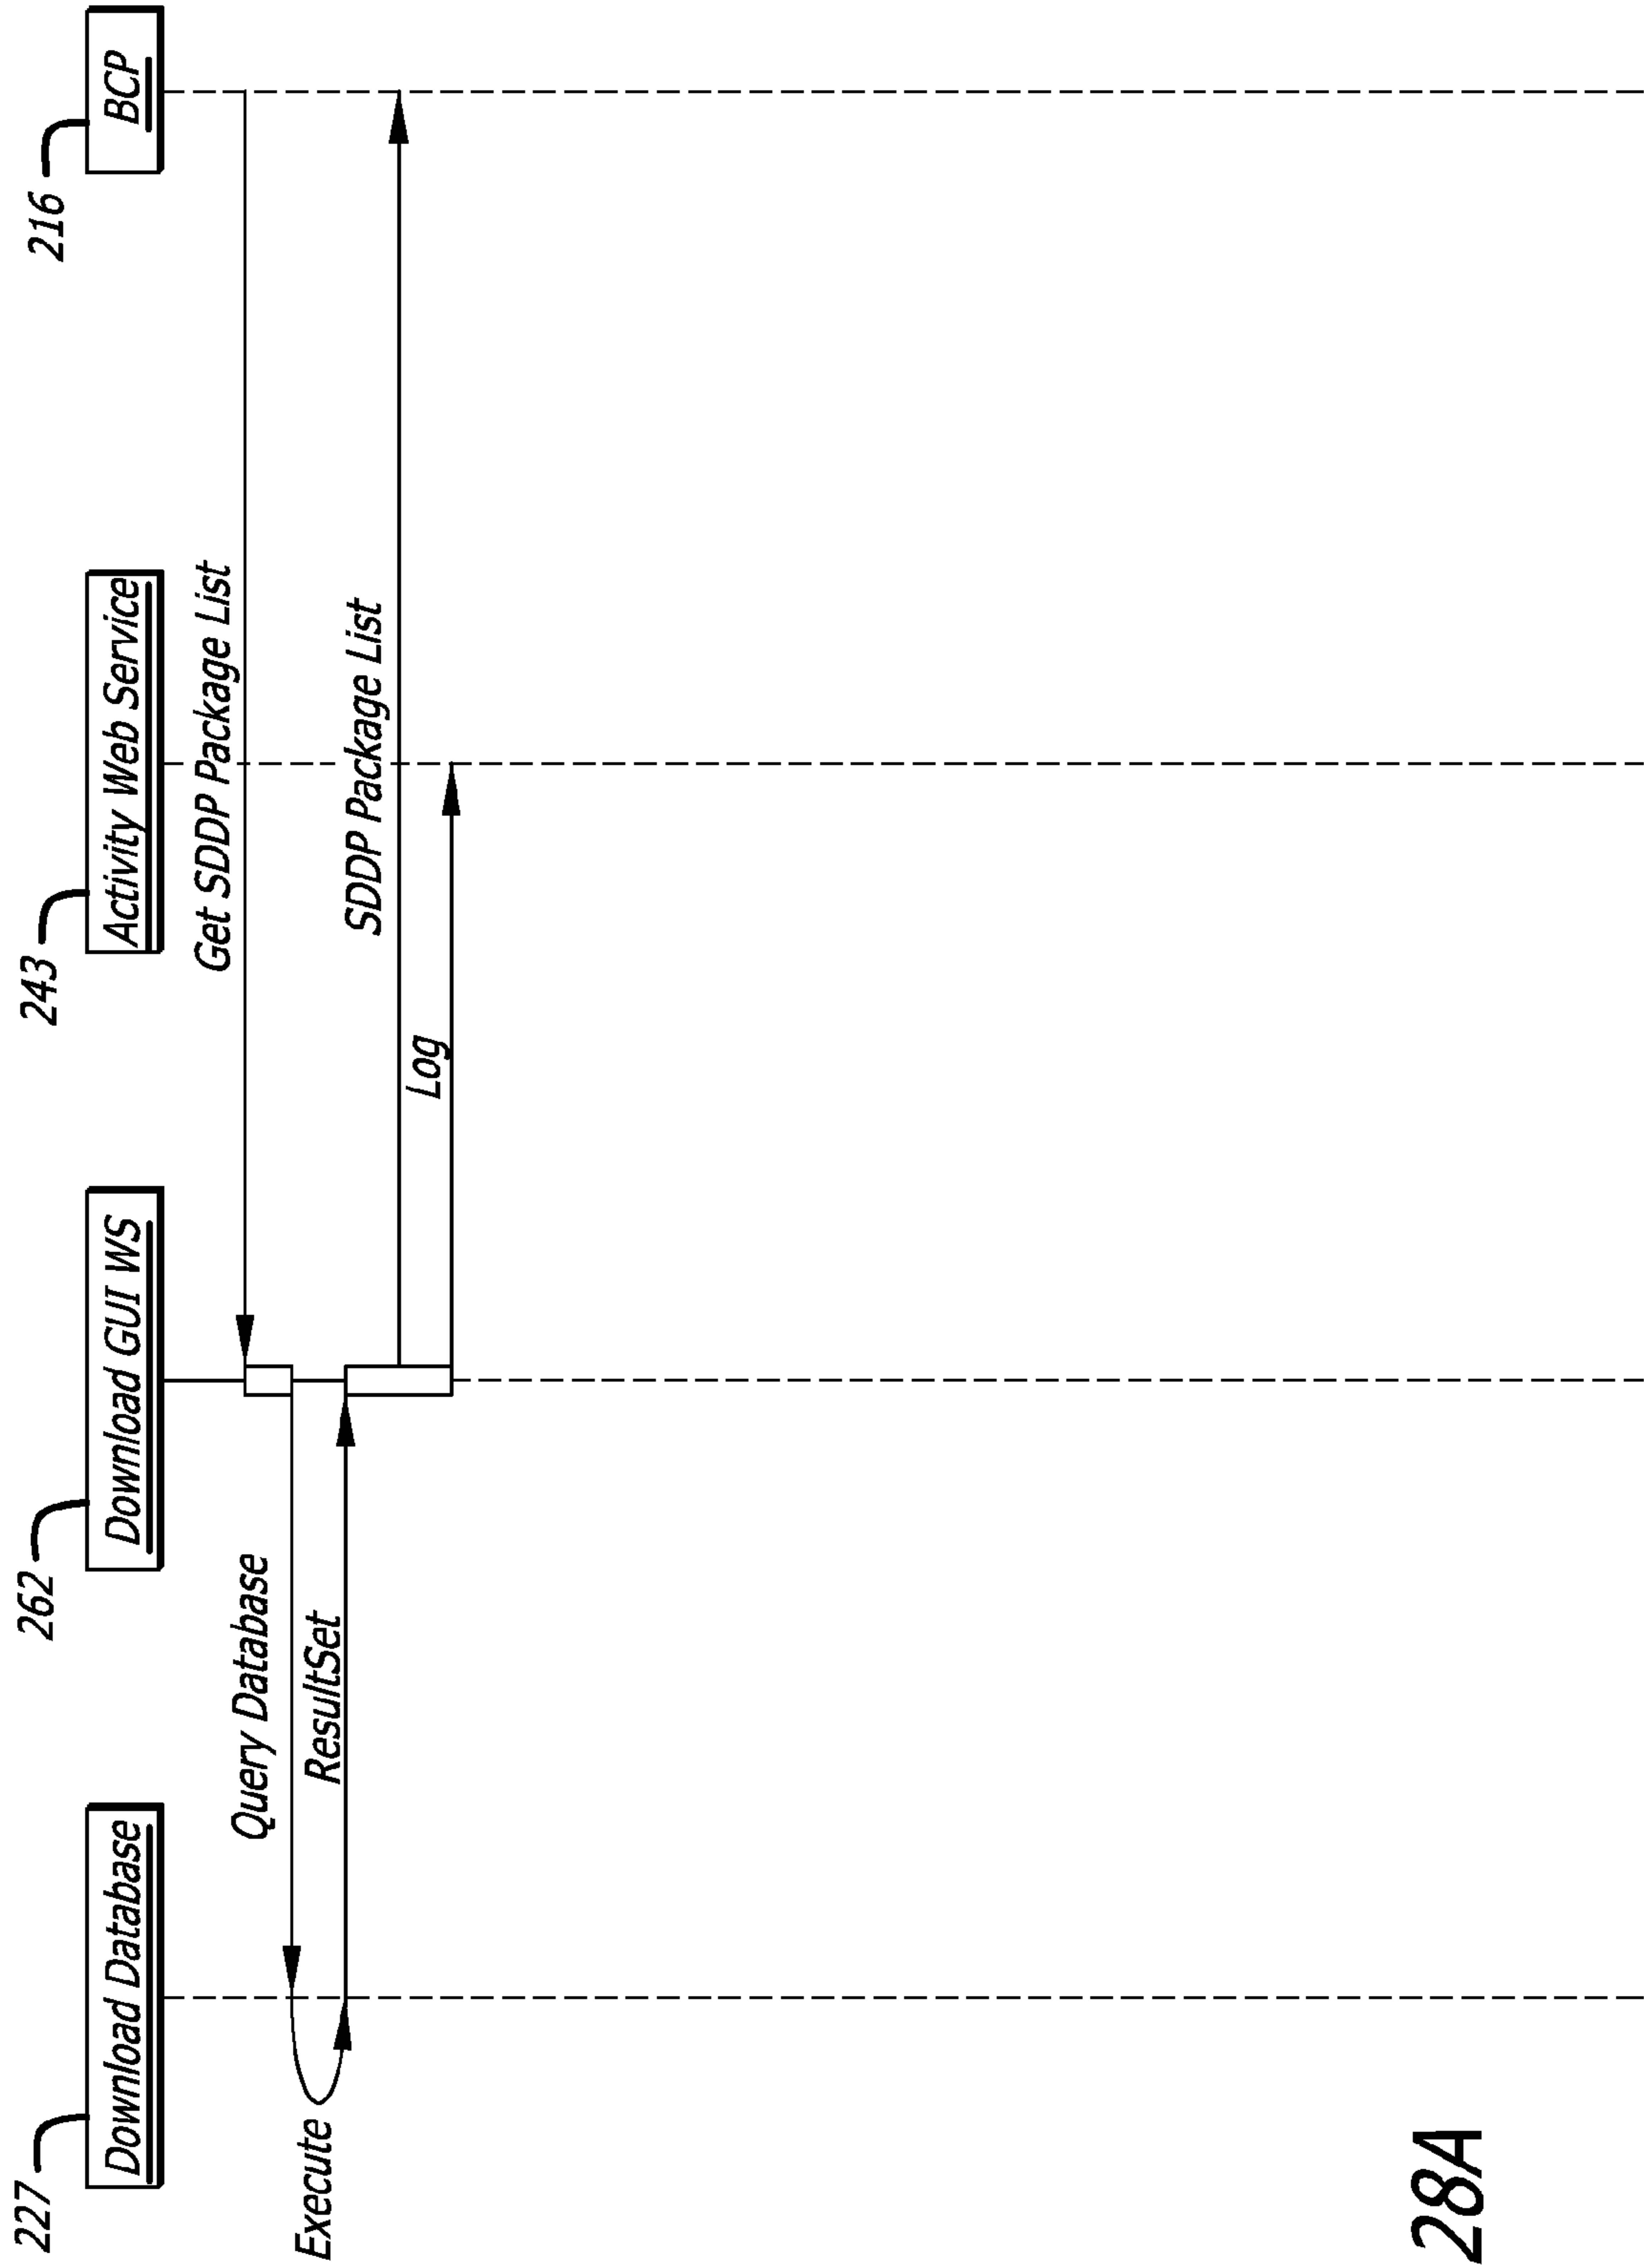 227
262
243
216
Download Database
Download GUI WS
Activity Web Service
BCP
Get SDDP Package List
Query Database
Execute
ResultSet
SDDP Package List
Log
28A